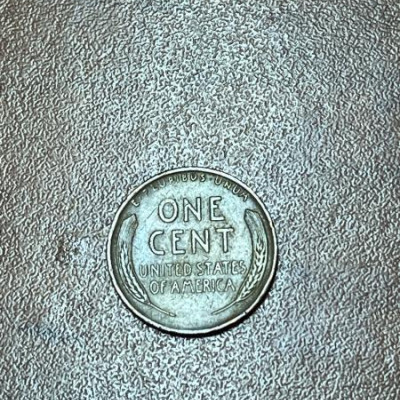 E·PLURIBUS·UNUM
ONE
CENT
UNITED STATES
OF AMERICA